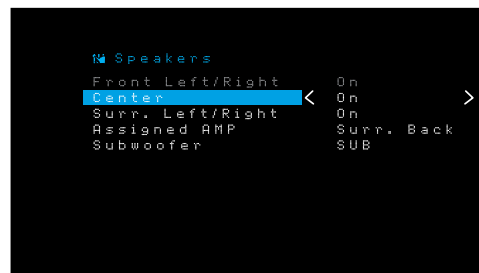 Speakers
Front Left/Right On
Center < On >
Surr. Left/Right On
Assigned AMP Surr. Back
Subwoofer SUB